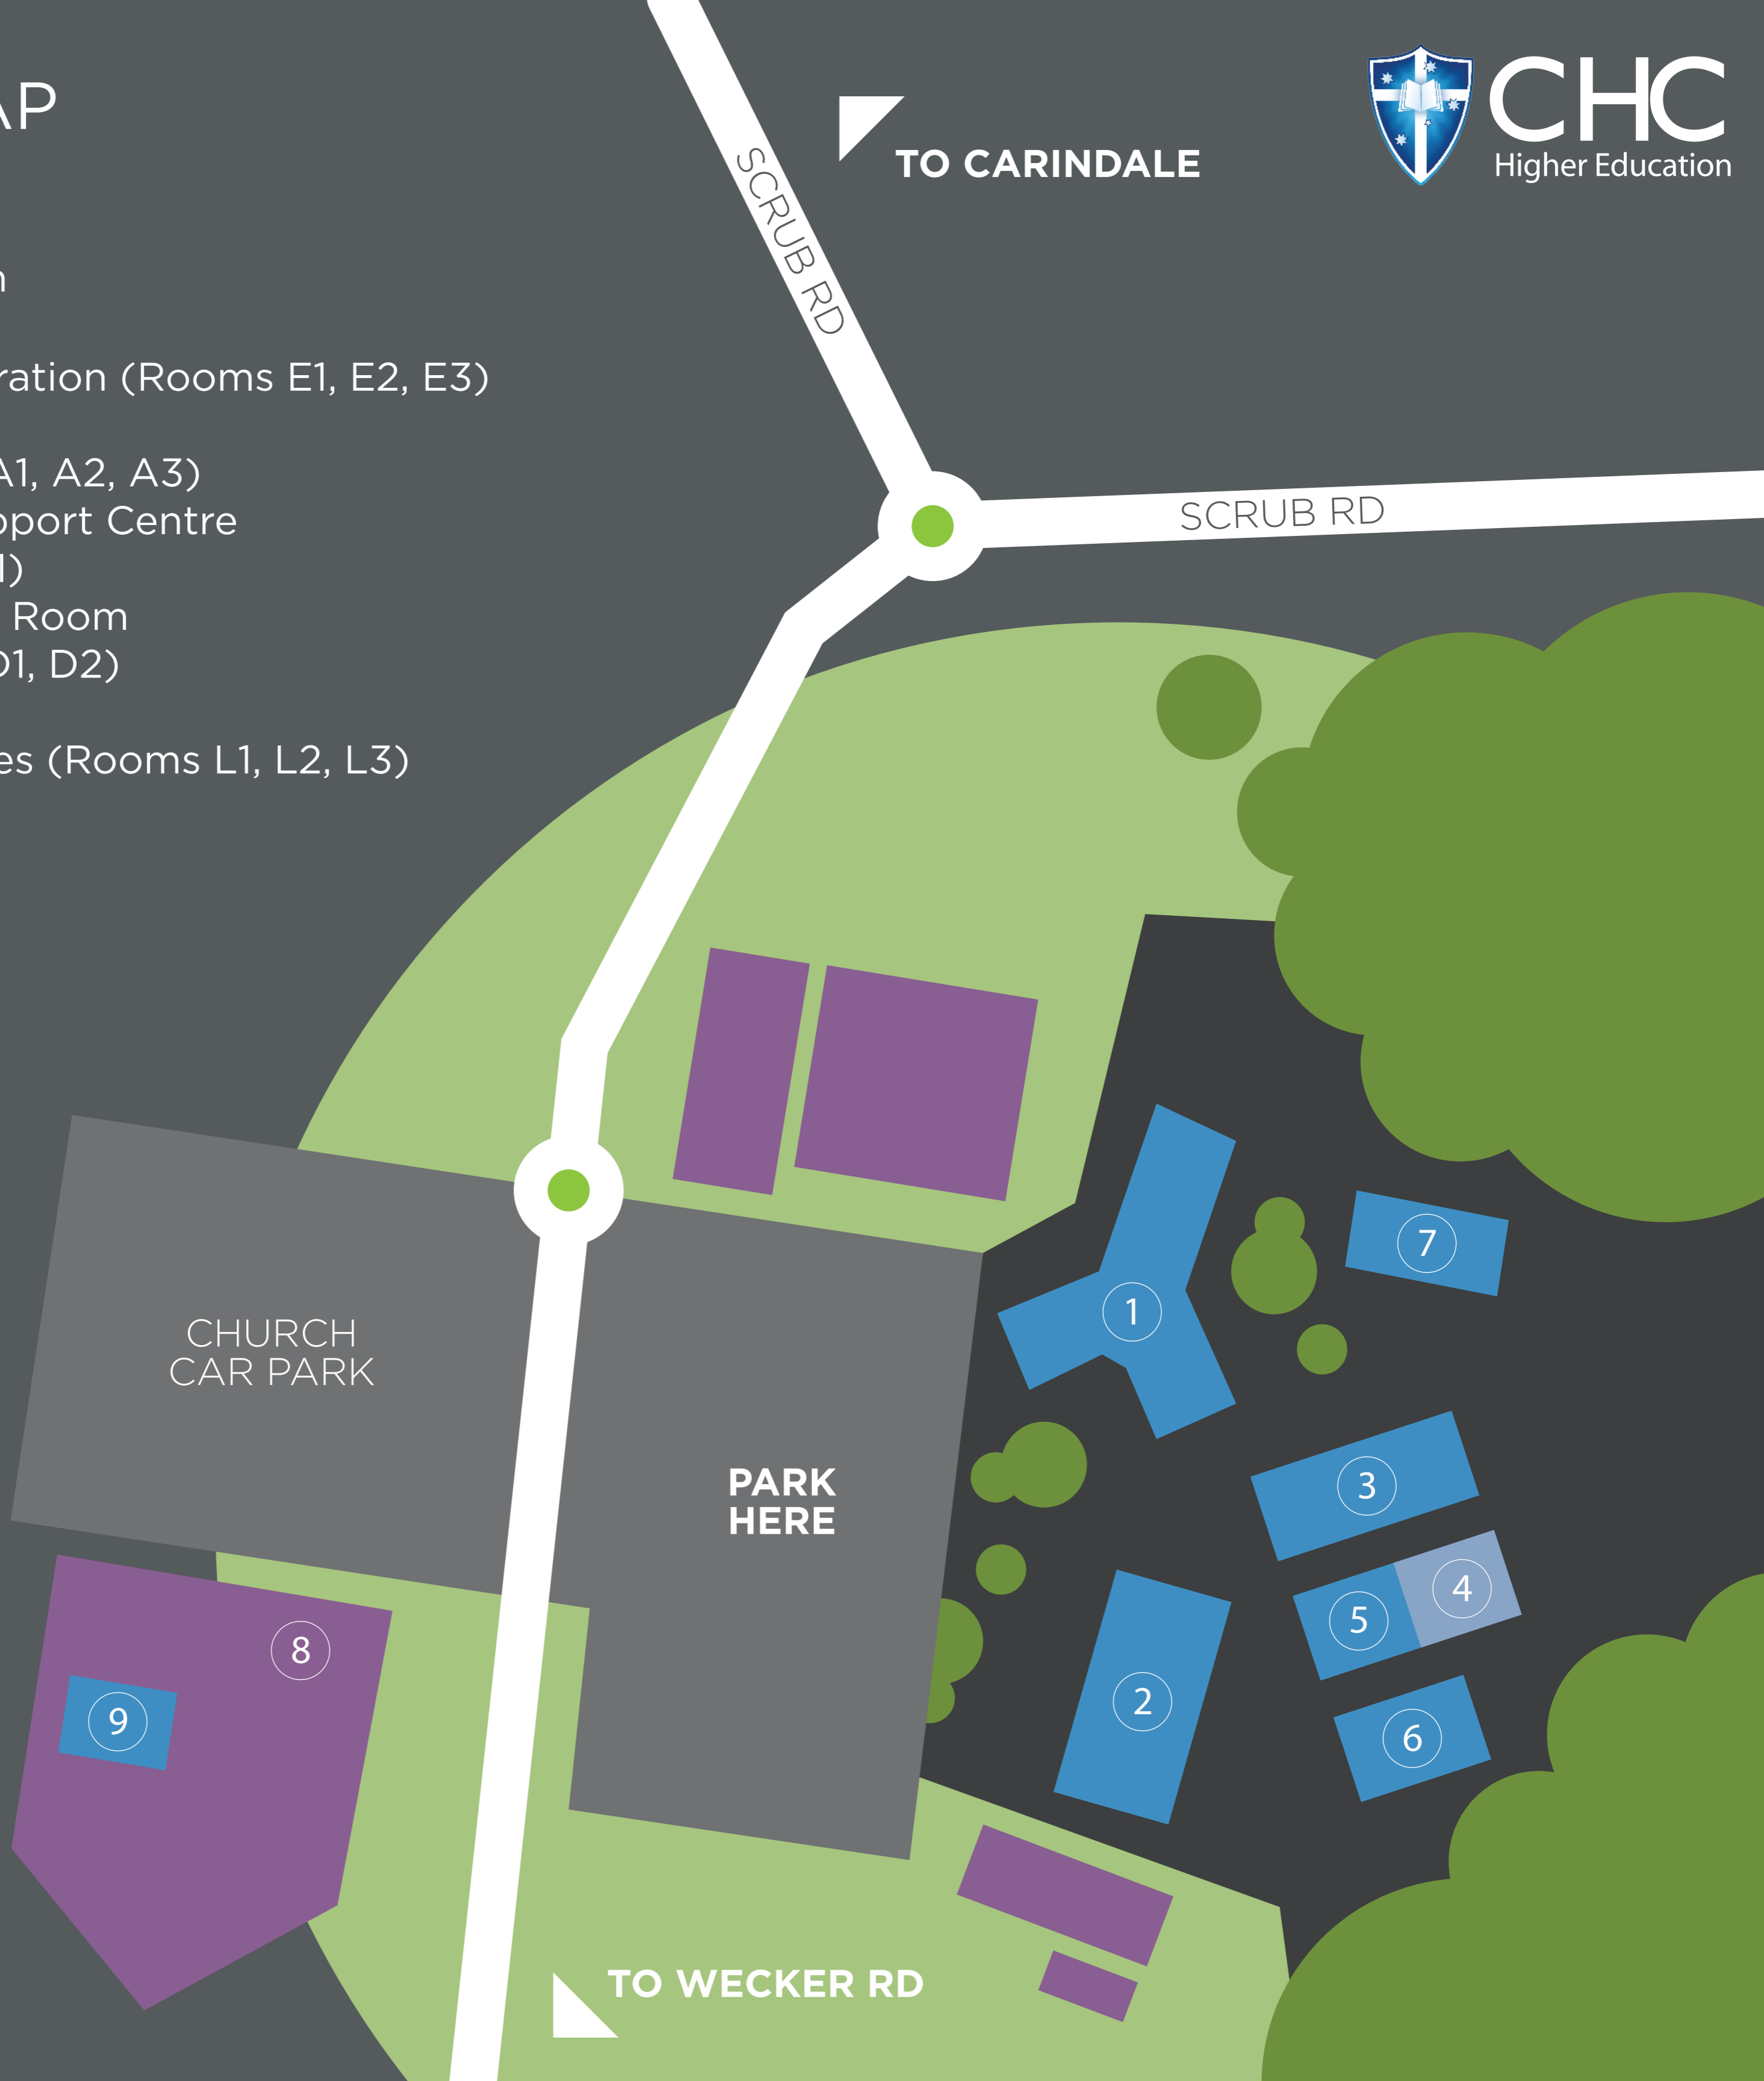 AP
CHC
Higher Education
TO CARINDALE
SCRUB RD
ration (Rooms E1, E2, E3)
A1, A2, A3)
pport Centre
Room
D1, D2)
es (Rooms L1, L2, L3)
SCRUB RD
7
1
CHURCH
CAR PARK
PARK
HERE
3
4
5
8
2
9
6
TO WECKER RD